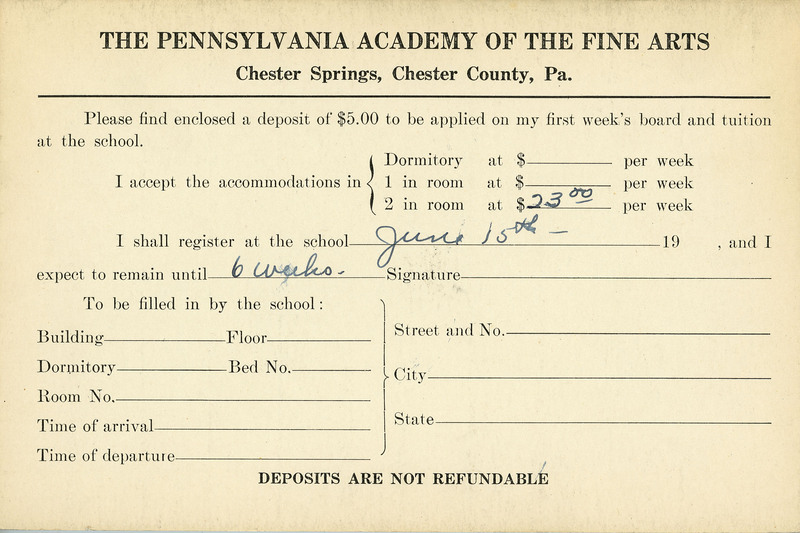 THE PENNSYLVANIA ACADEMY OF THE FINE ARTS
Chester Springs, Chester County, Pa.
Please find enclosed a deposit of $5.00 to be applied on my first week's board and tuition
at the school.
I accept the accommodations in
Dormitory at $ per week
1 in room at $ per week
2 in room at $23 00 per week
I shall register at the school June 15th - 19 , and I
expect to remain until 6 weeks. Signature
To be filled in by the school:
Building Floor
Dormitory Bed No.
Room No.
Time of arrival
Time of departure
Street and No.
City
State
DEPOSITS ARE NOT REFUNDABLE